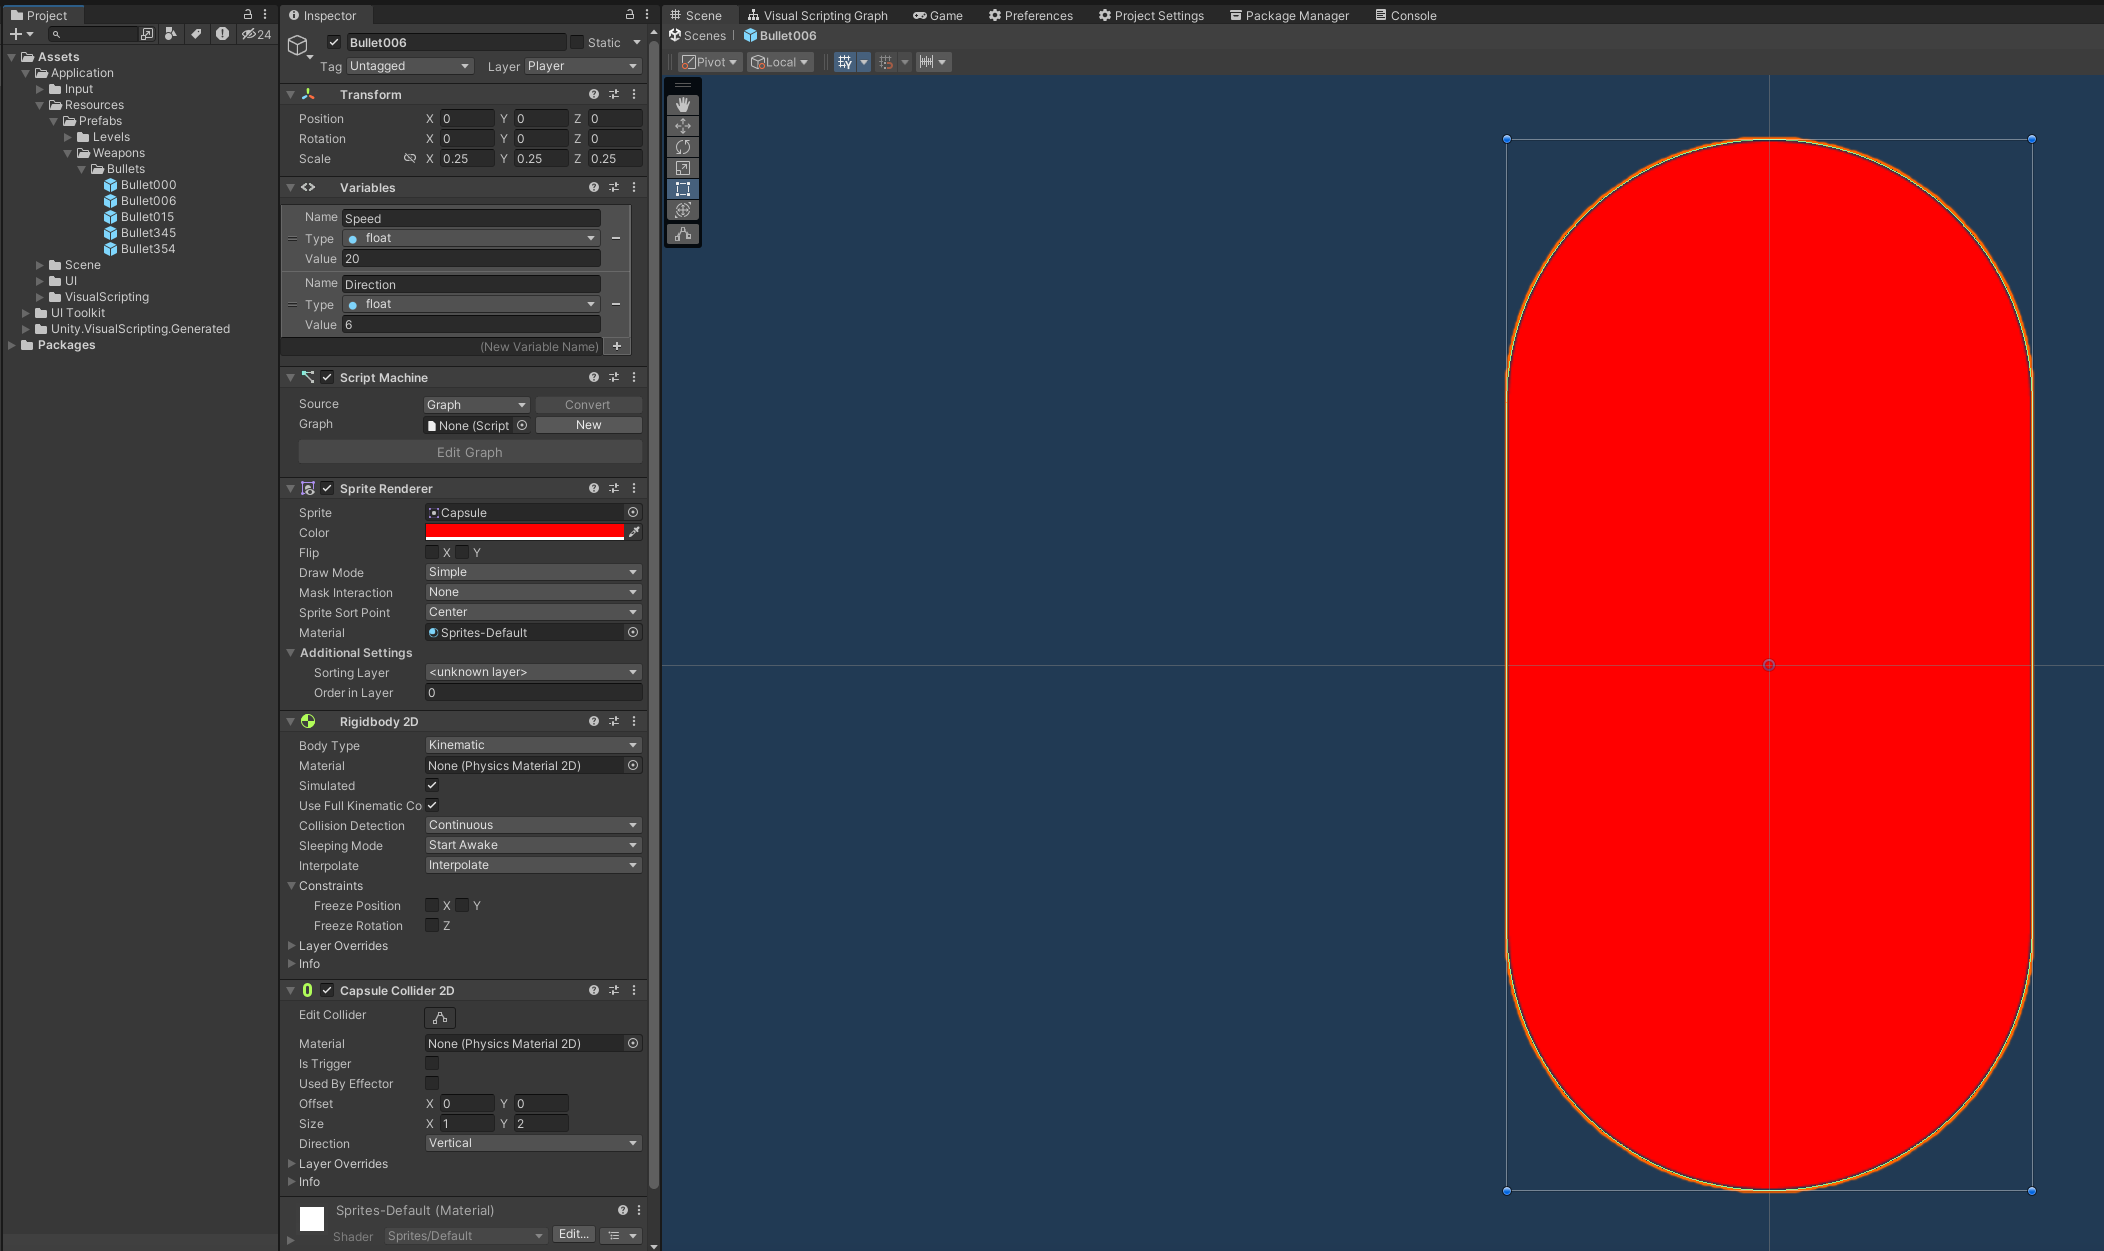 Project
24
Assets
Application
Input
Resources
Prefabs
Levels
Weapons
Bullets
Bullet000
Bullet006
Bullet015
Bullet345
Bullet354
Scene
UI
VisualScripting
UI Toolkit
Unity.VisualScripting.Generated
Packages
Inspector
Bullet006 Static
Tag Untagged Layer Player
Transform
Position X 0 Y 0 Z 0
Rotation X 0 Y 0 Z 0
Scale X 0.25 Y 0.25 Z 0.25
Variables
Name Speed
Type float
Value 20
Name Direction
Type float
Value 6
(New Variable Name)
Script Machine
Source Graph Convert
Graph None (Script New
Edit Graph
Sprite Renderer
Sprite Capsule
Color
Flip X Y
Draw Mode Simple
Mask Interaction None
Sprite Sort Point Center
Material Sprites-Default
Additional Settings
Sorting Layer <unknown layer>
Order in Layer 0
Rigidbody 2D
Body Type Kinematic
Material None (Physics Material 2D)
Simulated
Use Full Kinematic Co
Collision Detection Continuous
Sleeping Mode Start Awake
Interpolate Interpolate
Constraints
Freeze Position X Y
Freeze Rotation Z
Layer Overrides
Info
Capsule Collider 2D
Edit Collider
Material None (Physics Material 2D)
Is Trigger
Used By Effector
Offset X 0 Y 0
Size X 1 Y 2
Direction Vertical
Layer Overrides
Info
Sprites-Default (Material)
Shader Sprites/Default Edit...
Scene Visual Scripting Graph Game Preferences Project Settings Package Manager Console
Scenes Bullet006
Pivot Local